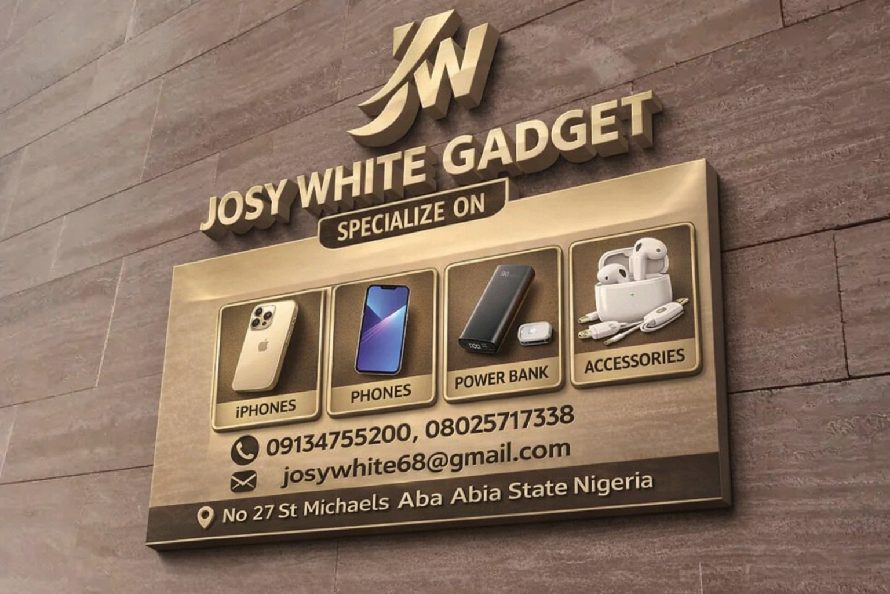 JW
JOSY WHITE GADGET
SPECIALIZE ON
iPHONES
PHONES
POWER BANK
ACCESSORIES
09134755200, 08025717338
josywhite68@gmail.com
No 27 St Michaels Aba Abia State Nigeria